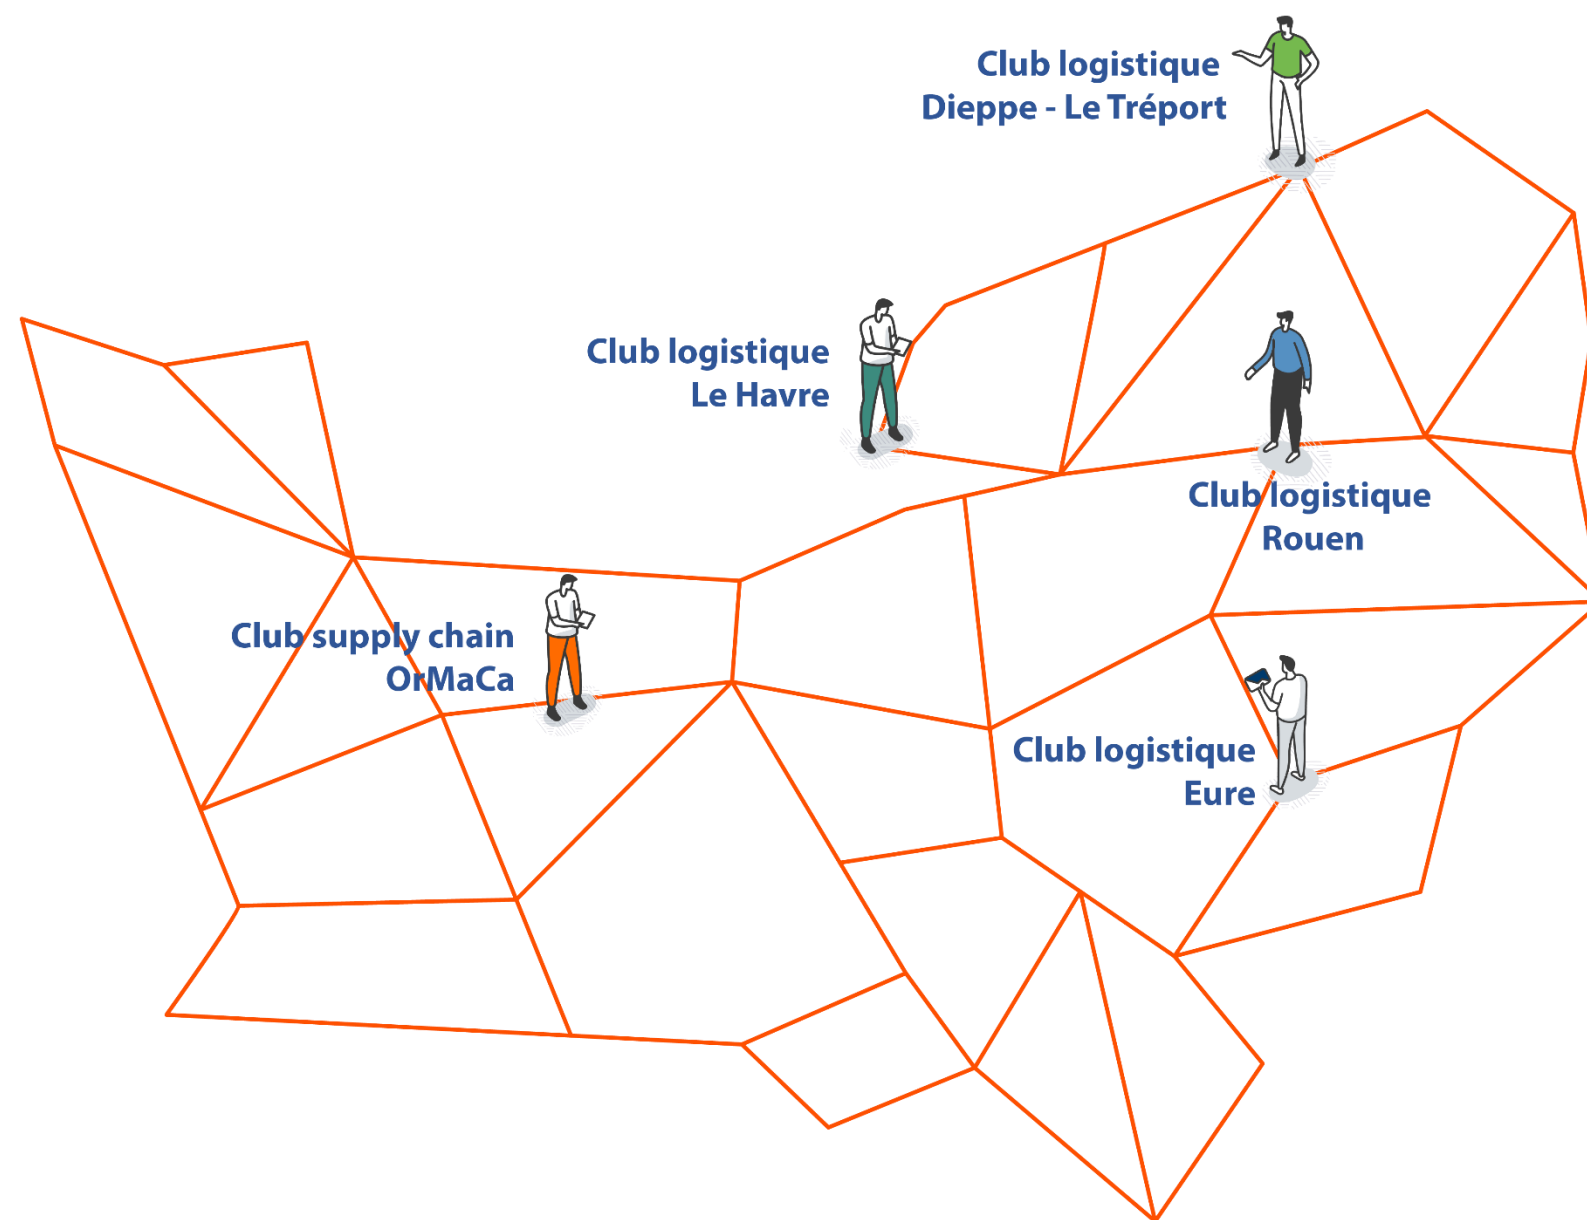 Club logistique
Dieppe - Le Tréport
Club logistique
Le Havre
Club logistique
Rouen
Club supply chain
OrMaCa
Club logistique
Eure